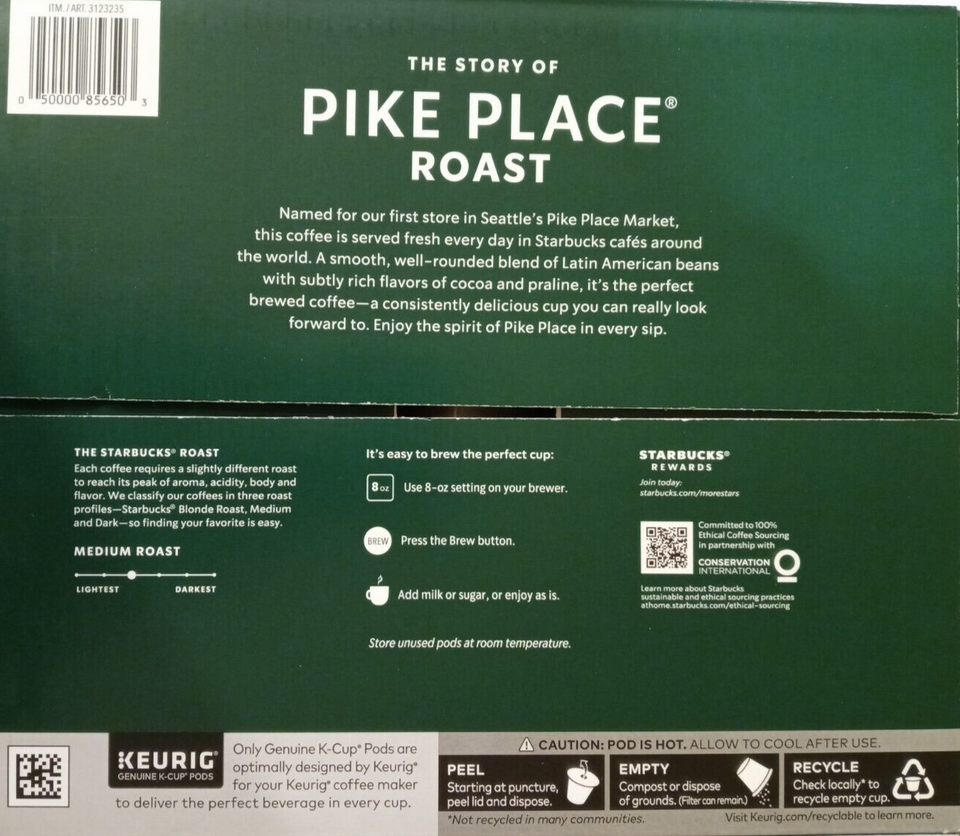 ITM. / ART. 3123235
0 50000 85650 3
THE STORY OF
PIKE PLACE®
ROAST
Named for our first store in Seattle's Pike Place Market,
this coffee is served fresh every day in Starbucks cafés around
the world. A smooth, well-rounded blend of Latin American beans
with subtly rich flavors of cocoa and praline, it's the perfect
brewed coffee—a consistently delicious cup you can really look
forward to. Enjoy the spirit of Pike Place in every sip.
THE STARBUCKS® ROAST
Each coffee requires a slightly different roast
to reach its peak of aroma, acidity, body and
flavor. We classify our coffees in three roast
profiles—Starbucks® Blonde Roast, Medium
and Dark—so finding your favorite is easy.
MEDIUM ROAST
LIGHTEST DARKEST
It's easy to brew the perfect cup:
8 oz Use 8-oz setting on your brewer.
BREW Press the Brew button.
Add milk or sugar, or enjoy as is.
Store unused pods at room temperature.
STARBUCKS®
REWARDS
Join today:
starbucks.com/morestars
Committed to 100%
Ethical Coffee Sourcing
in partnership with
CONSERVATION
INTERNATIONAL
Learn more about Starbucks
sustainable and ethical sourcing practices
athome.starbucks.com/ethical-sourcing
KEURIG®
GENUINE K-CUP® PODS
Only Genuine K-Cup® Pods are
optimally designed by Keurig®
for your Keurig® coffee maker
to deliver the perfect beverage in every cup.
CAUTION: POD IS HOT. ALLOW TO COOL AFTER USE.
PEEL
Starting at puncture,
peel lid and dispose.
EMPTY
Compost or dispose
of grounds. (Filter can remain.)
RECYCLE
Check locally* to
recycle empty cup.
*Not recycled in many communities.
Visit Keurig.com/recyclable to learn more.